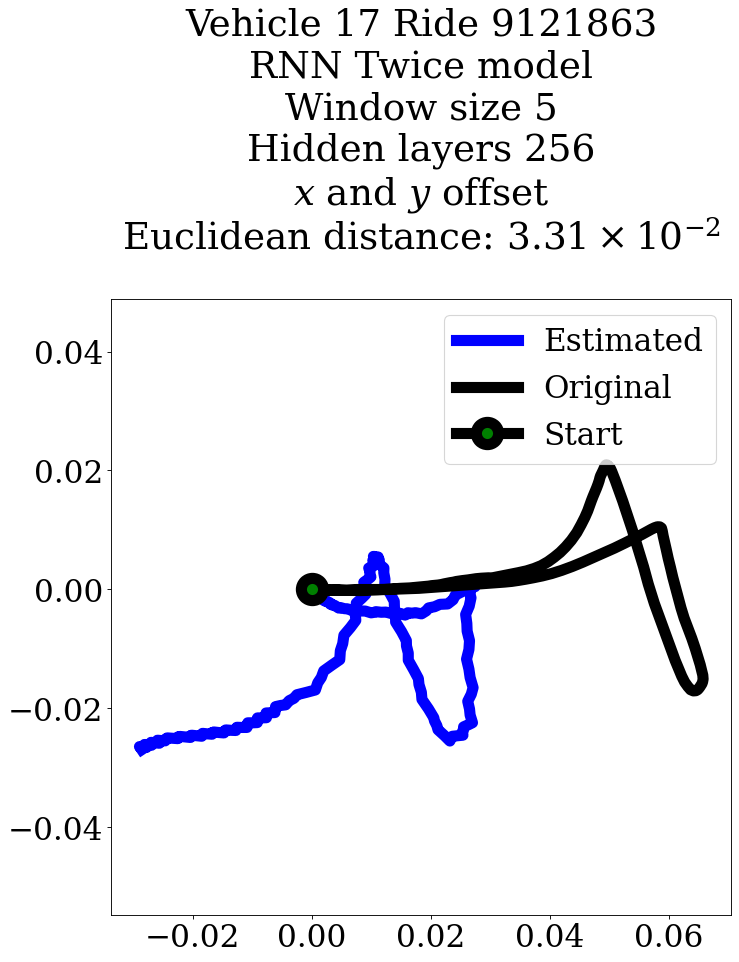 Vehicle 17 Ride 9121863
RNN Twice model
Window size 5
Hidden layers 256
x and y offset
Euclidean distance: 3.31 × 10⁻²
Estimated
Original
Start
0.04
0.02
0.00
−0.02
−0.04
−0.02 0.00 0.02 0.04 0.06